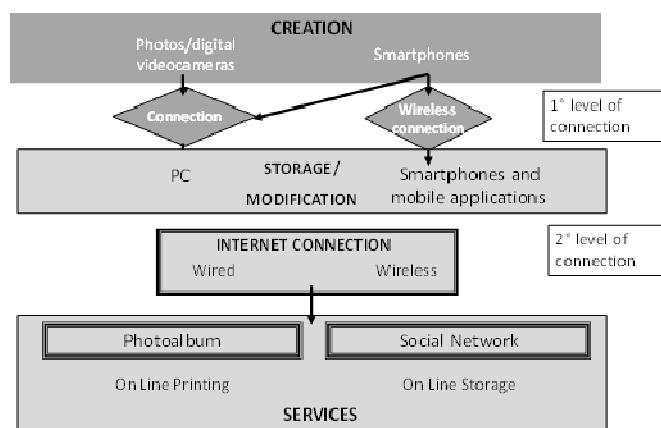 CREATION
Photos/digital
videocameras
Smartphones
Connection
Wireless
connection
1° level of
connection
PC
STORAGE/
MODIFICATION
Smartphones and
mobile applications
INTERNET CONNECTION
Wired
Wireless
2° level of
connection
Photoalbum
Social Network
On Line Printing
On Line Storage
SERVICES